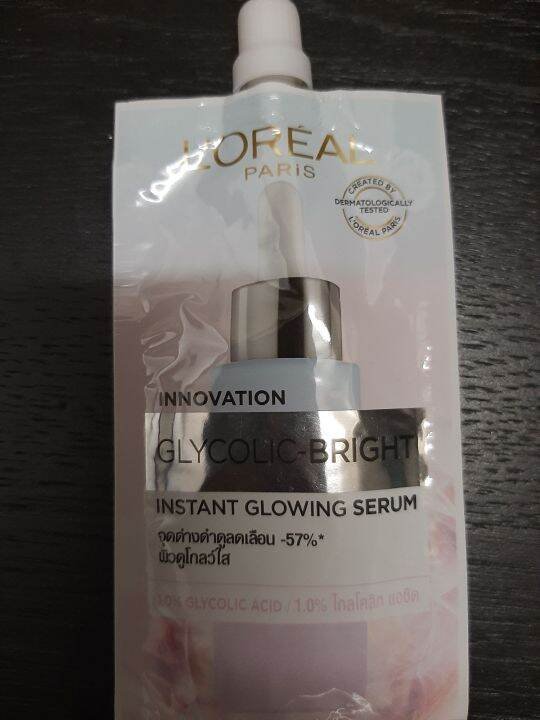 L'ORÉAL
PARIS
CREATED BY
DERMATOLOGICALLY
TESTED
L'ORÉAL PARIS
INNOVATION
GLYCOLIC-BRIGHT
INSTANT GLOWING SERUM
จุดด่างดำดูลดเลือน -57%*
ผิวดูโกลว์ใส
1.0% GLYCOLIC ACID / 1.0% ไกลโคลิก แอซิด